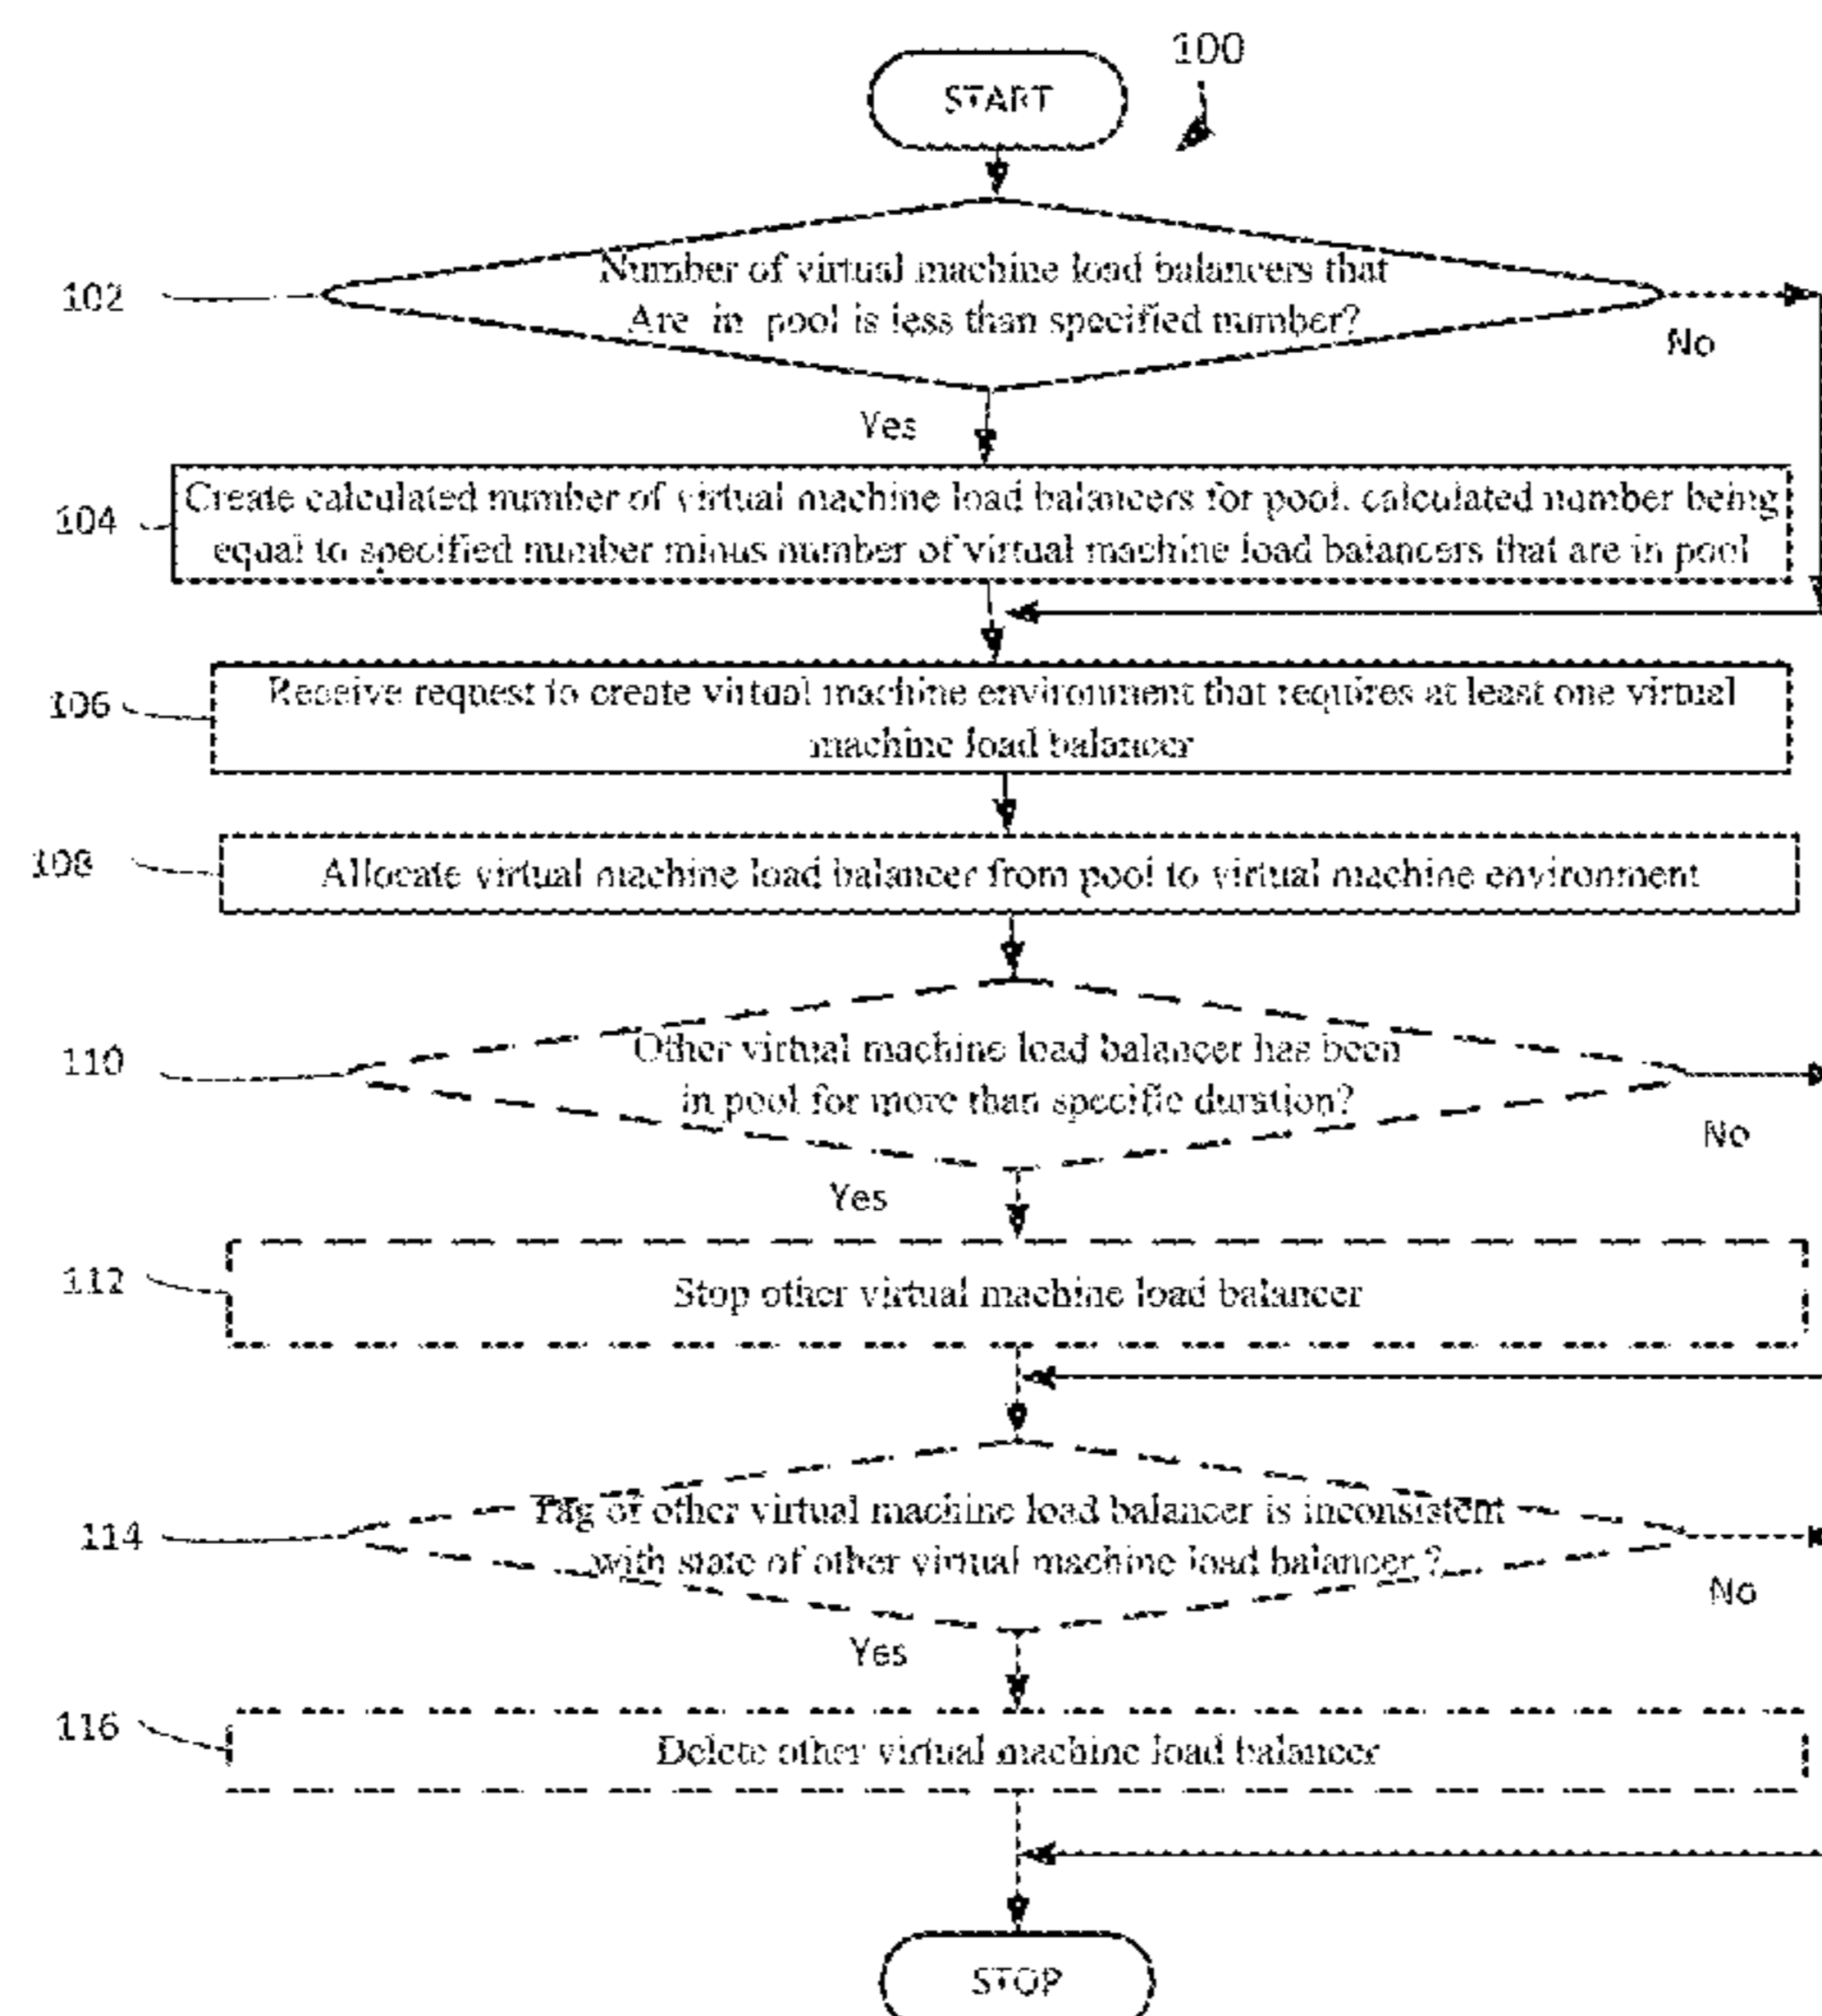 100
START
102
Number of virtual machine load balancers that
Are in pool is less than specified number?
No
Yes
104
Create calculated number of virtual machine load balancers for pool, calculated number being
equal to specified number minus number of virtual machine load balancers that are in pool
106
Receive request to create virtual machine environment that requires at least one virtual
machine load balancer
108
Allocate virtual machine load balancer from pool to virtual machine environment
110
Other virtual machine load balancer has been
in pool for more than specific duration?
No
Yes
112
Stop other virtual machine load balancer
114
Tag of other virtual machine load balancer is inconsistent
with state of other virtual machine load balancer ?
No
Yes
116
Delete other virtual machine load balancer
STOP